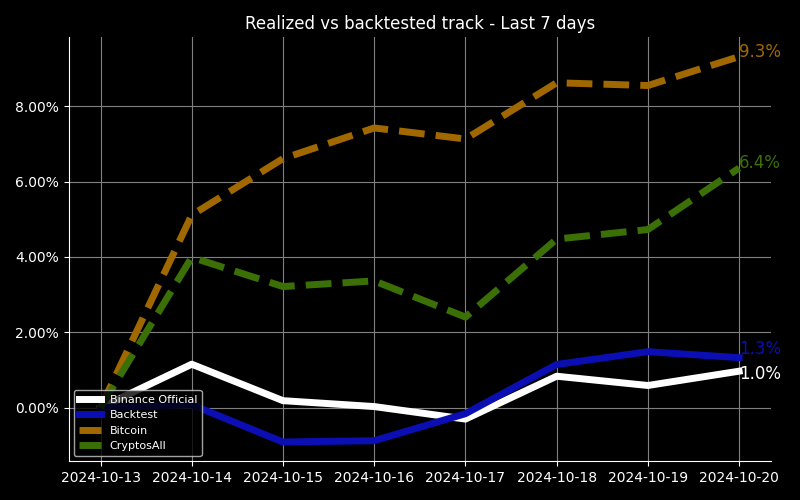 Realized vs backtested track - Last 7 days
9.3%
8.00%
6.4%
6.00%
4.00%
2.00%
1.3%
1.0%
0.00%
Binance Official
Backtest
Bitcoin
CryptosAll
2024-10-13 2024-10-14 2024-10-15 2024-10-16 2024-10-17 2024-10-18 2024-10-19 2024-10-20